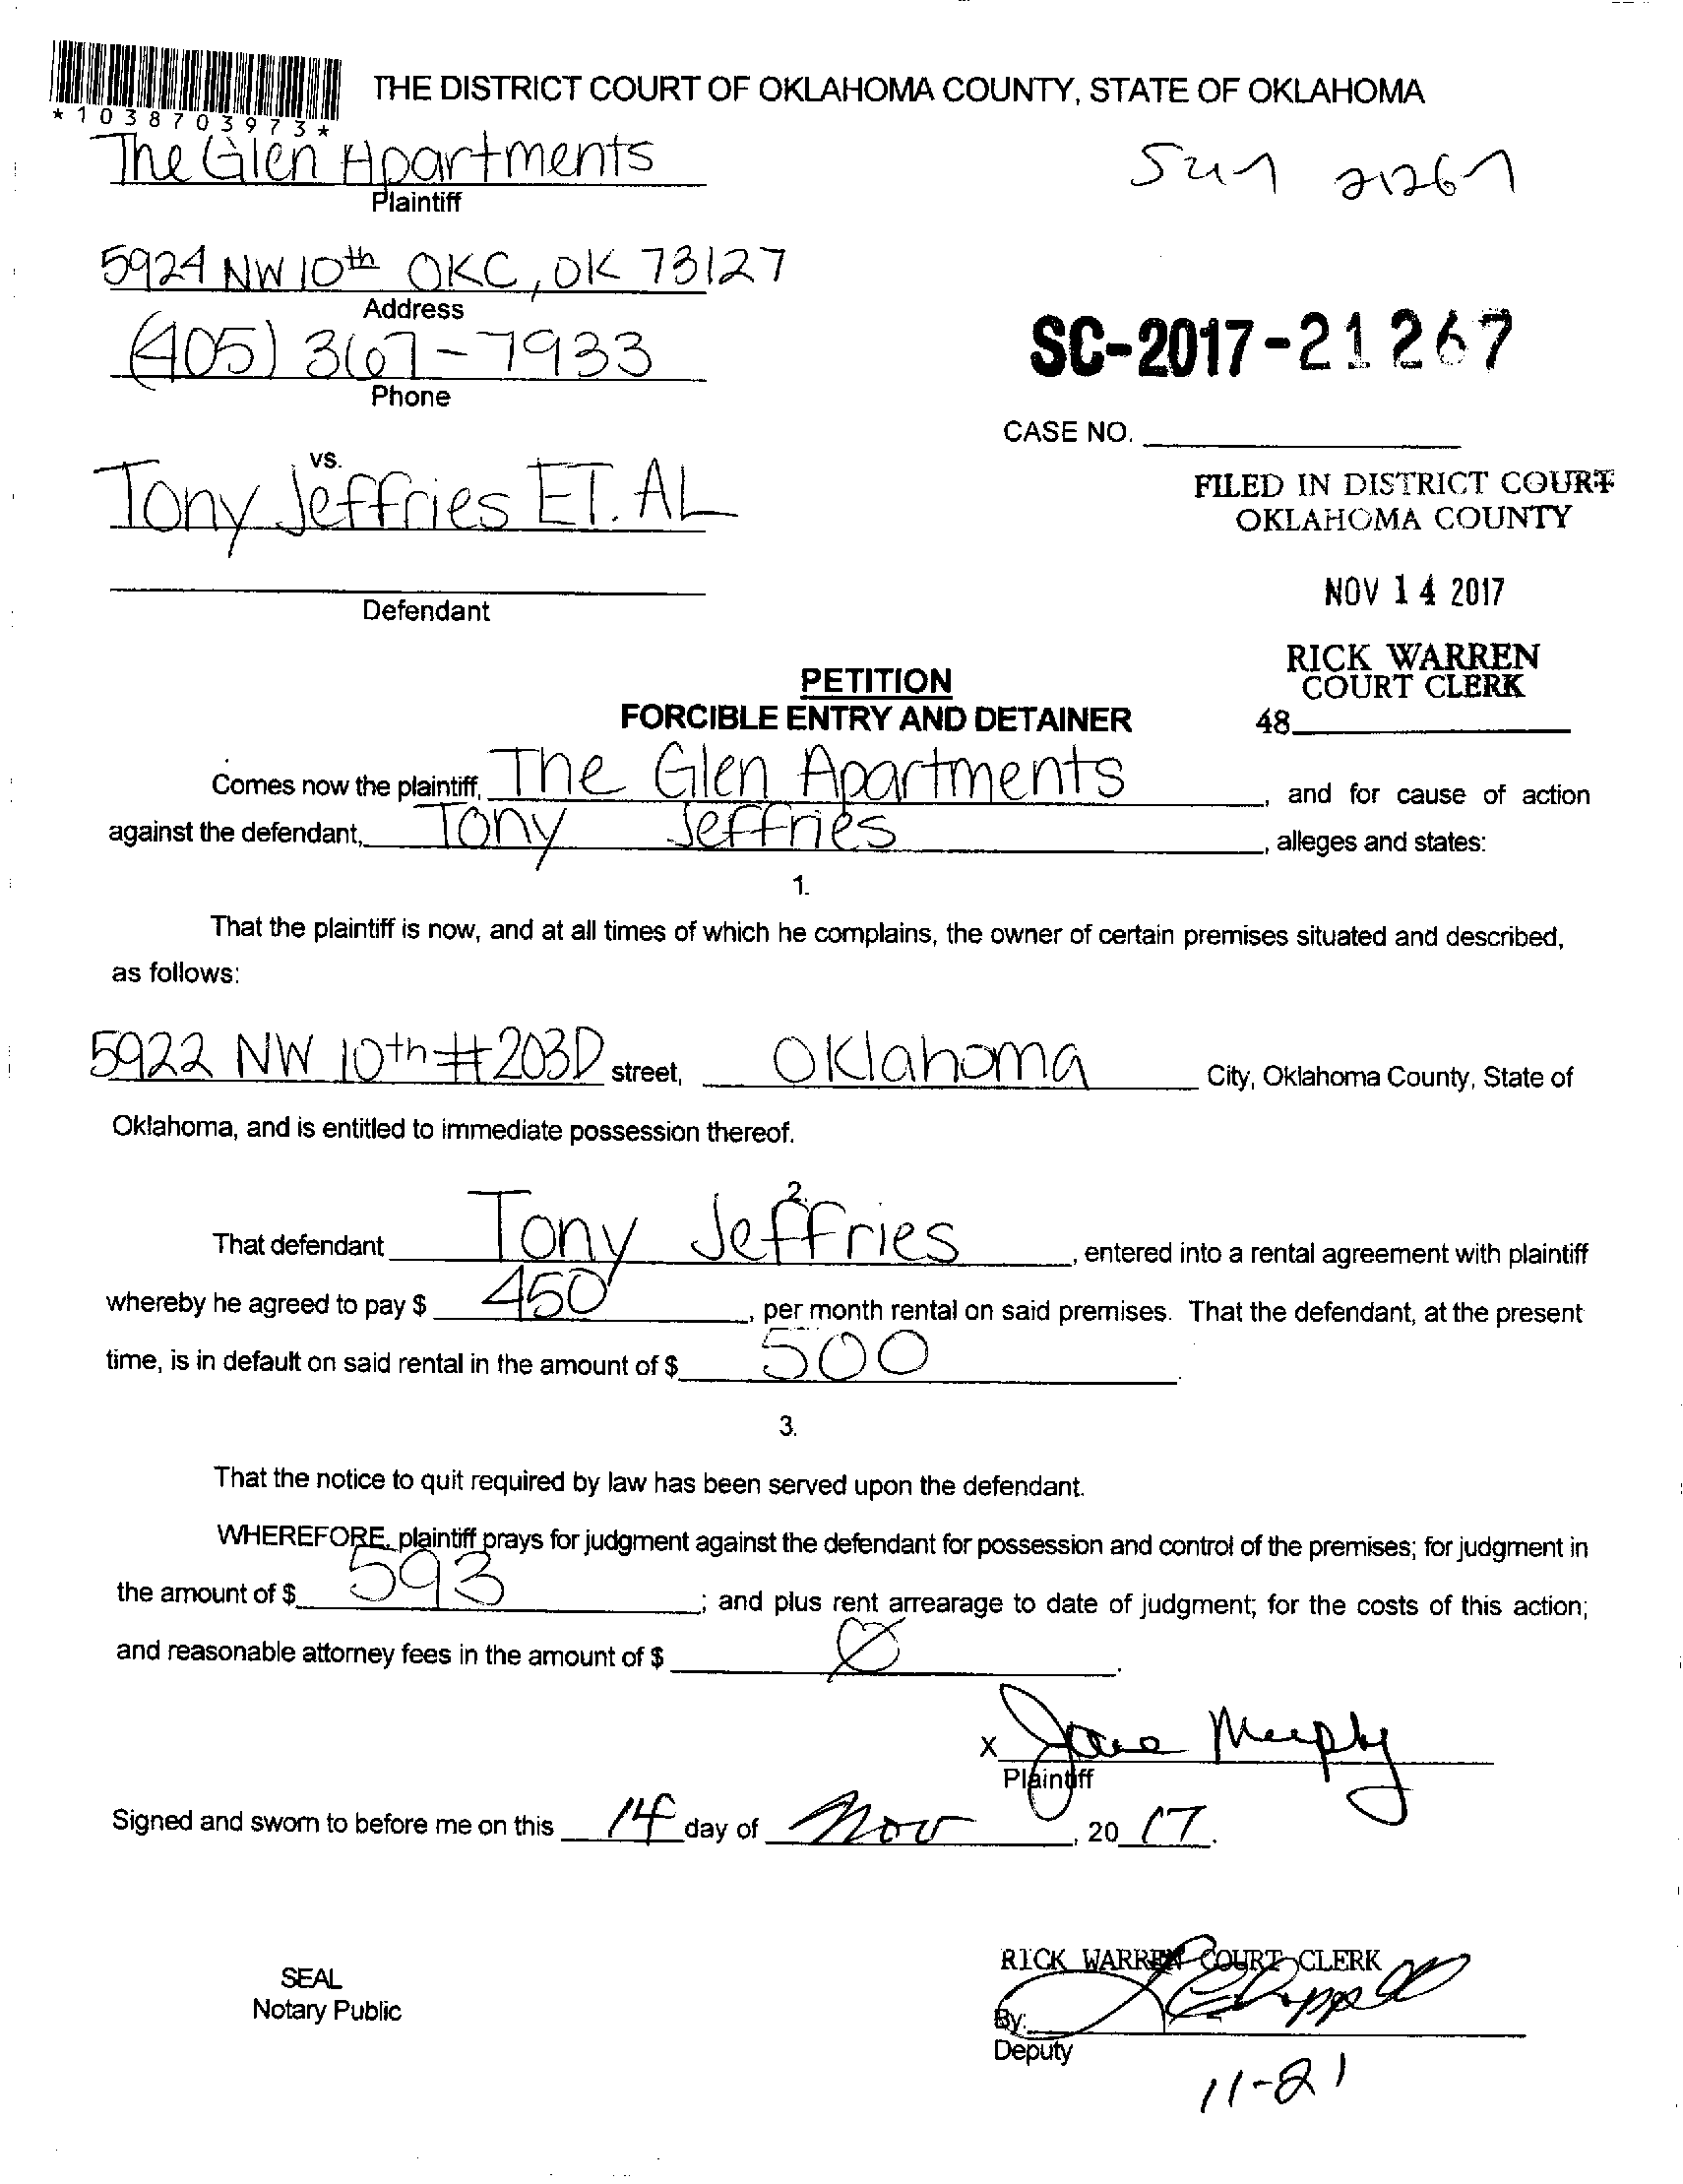 *1038703973*
THE DISTRICT COURT OF OKLAHOMA COUNTY, STATE OF OKLAHOMA
The Glen Apartments
Plaintiff
21267
5924 NW 10th OKC, OK 73127
Address
(405) 367-7933
Phone
SC-2017-21267
CASE NO.
vs.
Tony Jeffries ET. AL
FILED IN DISTRICT COURT
OKLAHOMA COUNTY
Defendant
NOV 14 2017
RICK WARREN
COURT CLERK
48
PETITION
FORCIBLE ENTRY AND DETAINER
Comes now the plaintiff, The Glen Apartments, and for cause of action
against the defendant, Tony Jeffries, alleges and states:
1.
That the plaintiff is now, and at all times of which he complains, the owner of certain premises situated and described,
as follows:
5922 NW 10th #203D street, Oklahoma City, Oklahoma County, State of
Oklahoma, and is entitled to immediate possession thereof.
2.
That defendant Tony Jeffries, entered into a rental agreement with plaintiff
whereby he agreed to pay $ 450, per month rental on said premises. That the defendant, at the present
time, is in default on said rental in the amount of $ 500.
3.
That the notice to quit required by law has been served upon the defendant.
WHEREFORE, plaintiff prays for judgment against the defendant for possession and control of the premises; for judgment in
the amount of $ 593; and plus rent arrearage to date of judgment; for the costs of this action;
and reasonable attorney fees in the amount of $ Ø.
X Jane Murphy
Plaintiff
Signed and sworn to before me on this 14 day of Nov, 20 17.
SEAL
Notary Public
RICK WARREN COURT CLERK
By:
Deputy
11-21